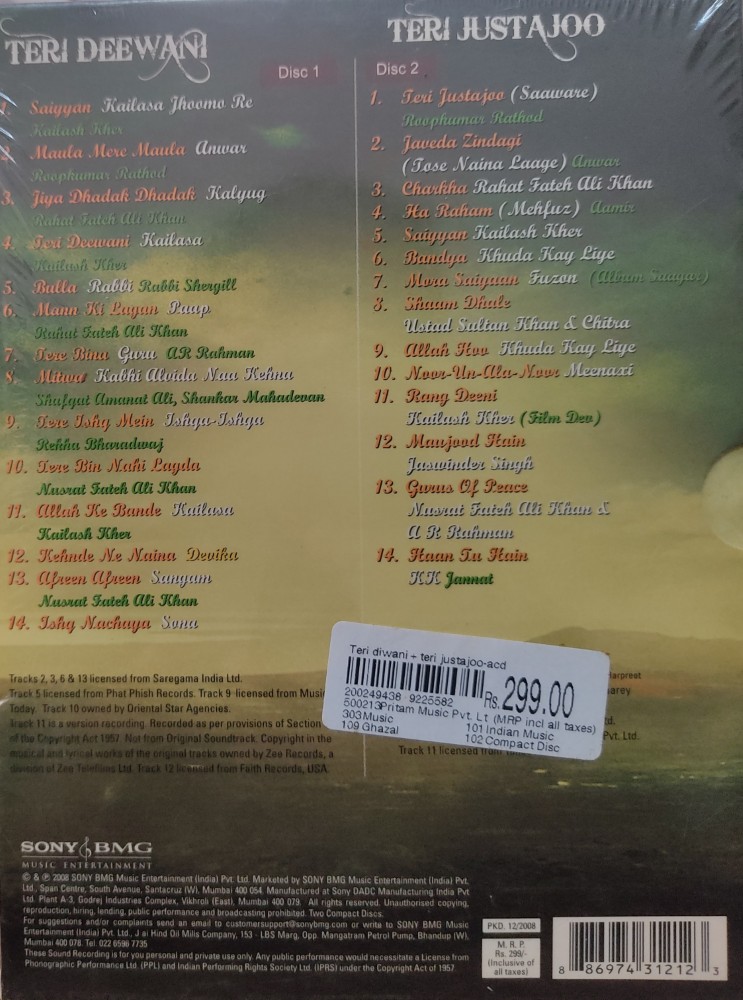 TERI DEEWANI
Disc 1
1. Saiyyan Kailasa Jhoomo Re
Kailash Kher
2. Maula Mere Maula Anwar
Roopkumar Rathod
3. Jiya Dhadak Dhadak Kalyug
Rahat Fateh Ali Khan
4. Teri Deewani Kailasa
Kailash Kher
5. Bulla Rabbi Rabbi Shergill
6. Mann Ki Lagan Paap
Rahat Fateh Ali Khan
7. Tere Bina Guru AR Rahman
8. Mitwa Kabhi Alvida Naa Kehna
Shafqat Amanat Ali, Shankar Mahadevan
9. Tere Ishq Mein Ishqa-Ishqa
Rekha Bharadwaj
10. Tere Bin Nahi Lagda
Nusrat Fateh Ali Khan
11. Allah Ke Bande Kailasa
Kailash Kher
12. Kehnde Ne Naina Devika
13. Afreen Afreen Sangam
Nusrat Fateh Ali Khan
14. Ishq Nachaya Sona
TERI JUSTAJOO
Disc 2
1. Teri Justajoo (Saaware)
Roopkumar Rathod
2. Javeda Zindagi
(Tose Naina Laage) Anwar
3. Charkha Rahat Fateh Ali Khan
4. Ha Raham (Mehfuz) Aamir
5. Saiyyan Kailash Kher
6. Bandya Khuda Kay Liye
7. Mora Saiyaan Fuzon (Album Saagar)
8. Shaam Dhale
Ustad Sultan Khan & Chitra
9. Allah Hoo Khuda Kay Liye
10. Noor-Un-Ala-Noor Meenaxi
11. Rang Deeni
Kailash Kher (Film Dev)
12. Maujood Hain
Jaswinder Singh
13. Gurus Of Peace
Nusrat Fateh Ali Khan &
A R Rahman
14. Haan Tu Hain
KK Jannat
Teri diwani + teri justajoo-acd
200249438 9225582 Rs. 299.00
500213Pritam Music Pvt. Lt (MRP incl all taxes)
303Music 101 Indian Music
109 Ghazal 102 Compact Disc
Tracks 2, 3, 6 & 13 licensed from Saregama India Ltd.
Track 5 licensed from Phat Phish Records. Track 9 licensed from Music
Today. Track 10 owned by Oriental Star Agencies.
Track 11 is a version recording. Recorded as per provisions of Section
of the Copyright Act 1957. Not from Original Soundtrack. Copyright in the
musical and lyrical works of the original tracks owned by Zee Records, a
division of Zee Telefilms Ltd. Track 12 licensed from Faith Records, USA.
Pvt. Ltd.
Track 11 licensed from
SONY BMG
MUSIC ENTERTAINMENT
© & ℗ 2008 SONY BMG Music Entertainment (India) Pvt. Ltd. Marketed by SONY BMG Music Entertainment (India) Pvt.
Ltd., Span Centre, South Avenue, Santacruz (W), Mumbai 400 054. Manufactured at Sony DADC Manufacturing India Pvt
Ltd. Plant A-3, Godrej Industries Complex, Vikhroli (East), Mumbai 400 079. All rights reserved. Unauthorised copying,
reproduction, hiring, lending, public performance and broadcasting prohibited. Two Compact Discs.
For suggestions and/or complaints send an email to customersupport@sonybmg.com or write to SONY BMG Music
Entertainment (India) Pvt. Ltd., J ai Hind Oil Mills Company, 153 - LBS Marg, Opp. Mangatram Petrol Pump, Bhandup (W),
Mumbai 400 078. Tel. 022 6596 7735
These Sound Recording is for you personal and private use only. Any public performance would necessitate a License from
Phonographic Performance Ltd. (PPL) and Indian Performing Rights Society Ltd. (IPRS) under the Copyright Act of 1957.
PKD. 12/2008
M. R. P.
Rs. 299/-
(Inclusive of
all taxes)
8 86974 31212 3